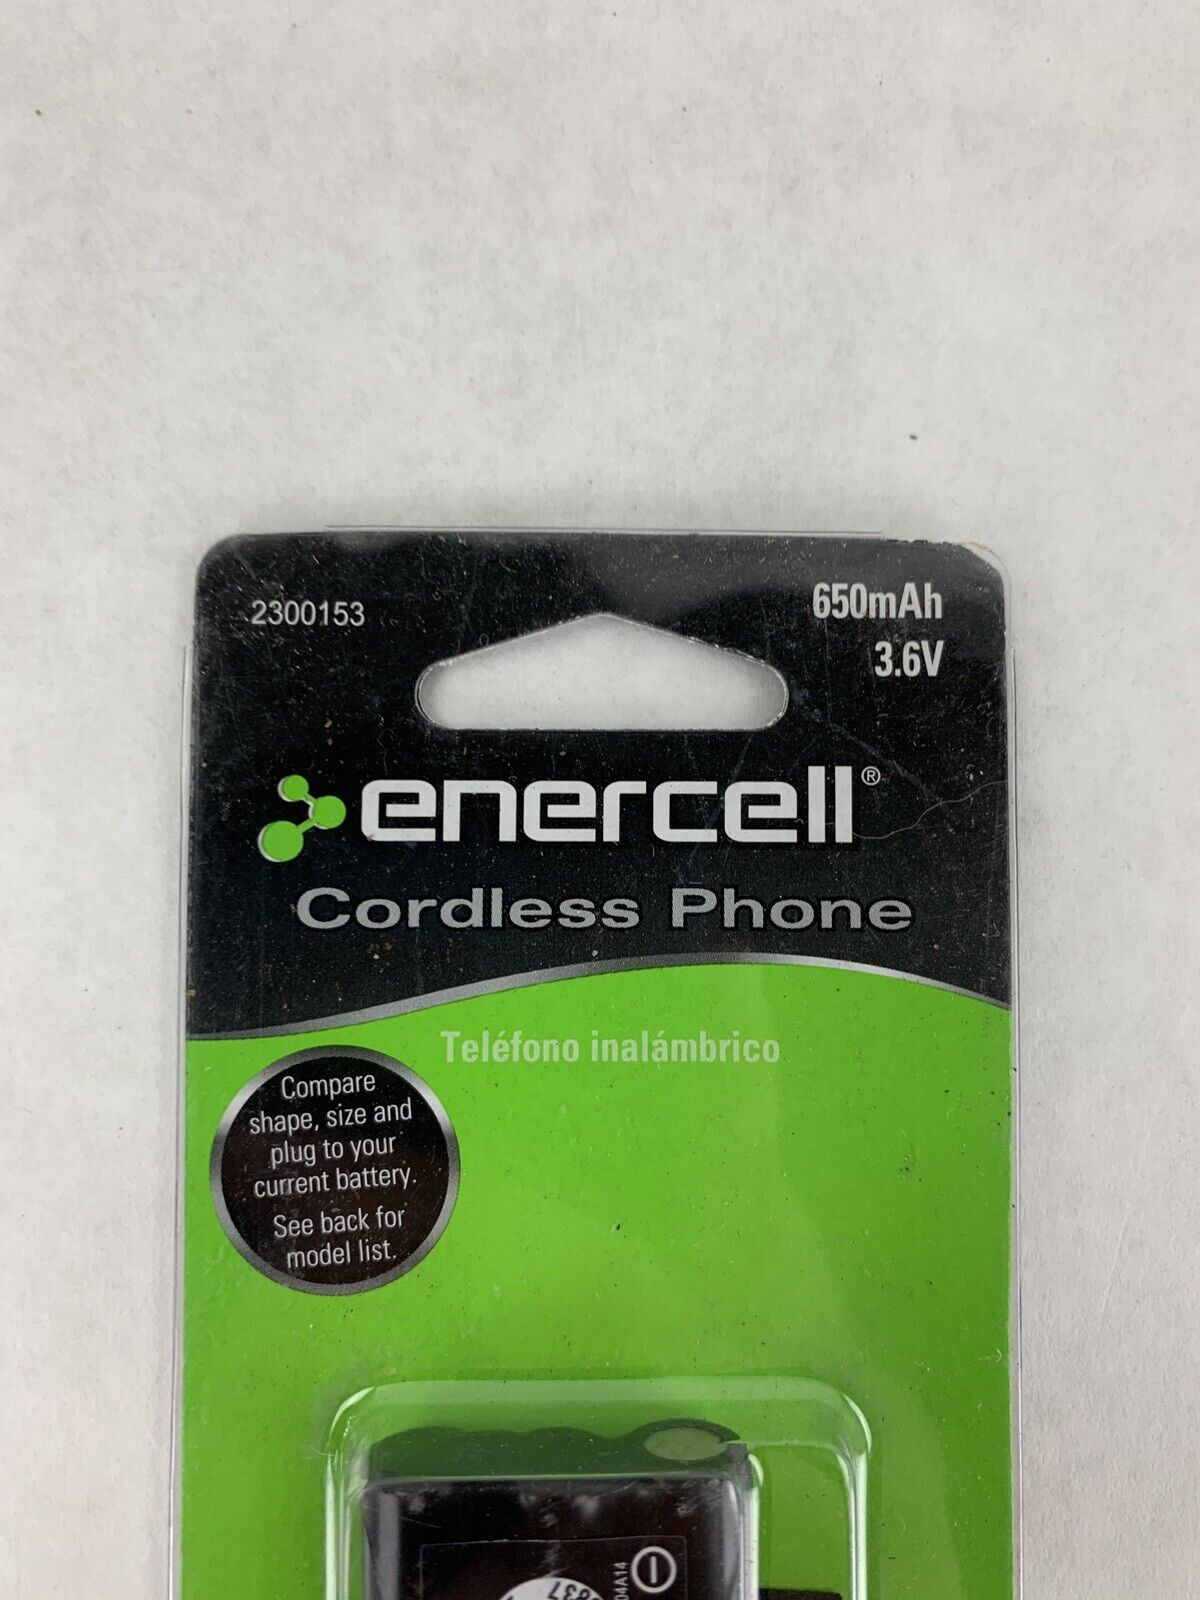 2300153
650mAh
3.6V
enercell®
Cordless Phone
Teléfono inalámbrico
Compare
shape, size and
plug to your
current battery.
See back for
model list.
04A14